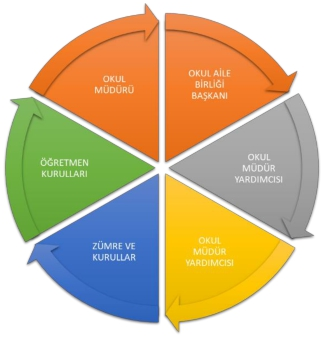 OKUL
MÜDÜRÜ
OKUL AİLE
BİRLİĞİ
BAŞKANI
OKUL
MÜDÜR
YARDIMCISI
OKUL
MÜDÜR
YARDIMCISI
ZÜMRE VE
KURULLAR
ÖĞRETMEN
KURULLARI